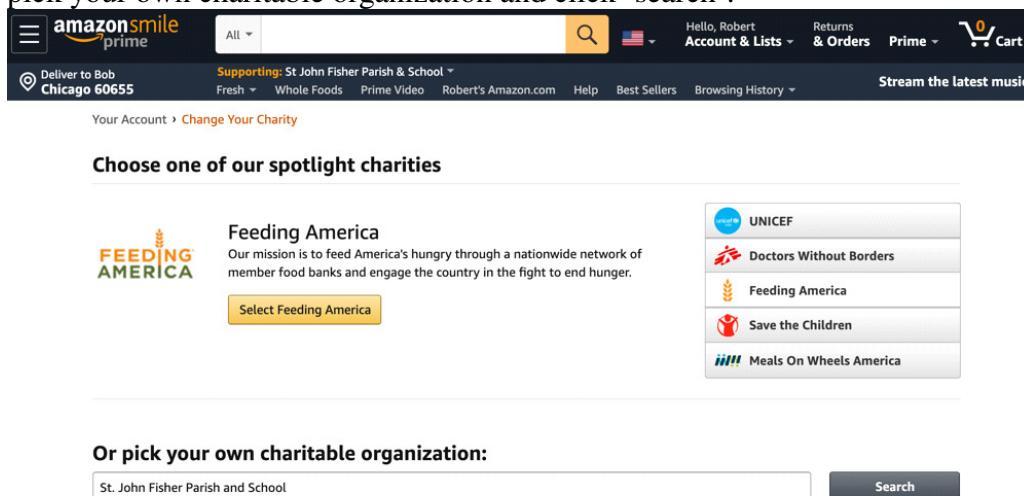 pick your own charitable organization and click "search".
amazonsmile
prime
All
Hello, Robert
Account & Lists
Returns
& Orders
Prime
0
Cart
Deliver to Bob
Chicago 60655
Supporting: St John Fisher Parish & School
Fresh Whole Foods Prime Video Robert's Amazon.com Help Best Sellers Browsing History
Stream the latest music
Your Account › Change Your Charity
Choose one of our spotlight charities
FEEDING
AMERICA
Feeding America
Our mission is to feed America's hungry through a nationwide network of
member food banks and engage the country in the fight to end hunger.
Select Feeding America
UNICEF
Doctors Without Borders
Feeding America
Save the Children
Meals On Wheels America
Or pick your own charitable organization:
St. John Fisher Parish and School
Search